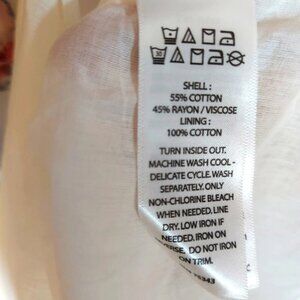 SHELL :
55% COTTON
45% RAYON / VISCOSE
LINING :
100% COTTON
TURN INSIDE OUT.
MACHINE WASH COOL -
DELICATE CYCLE. WASH
SEPARATELY. ONLY
NON-CHLORINE BLEACH
WHEN NEEDED. LINE
DRY. LOW IRON IF
NEEDED. IRON ON
DO NOT IRON
ON TRIM.